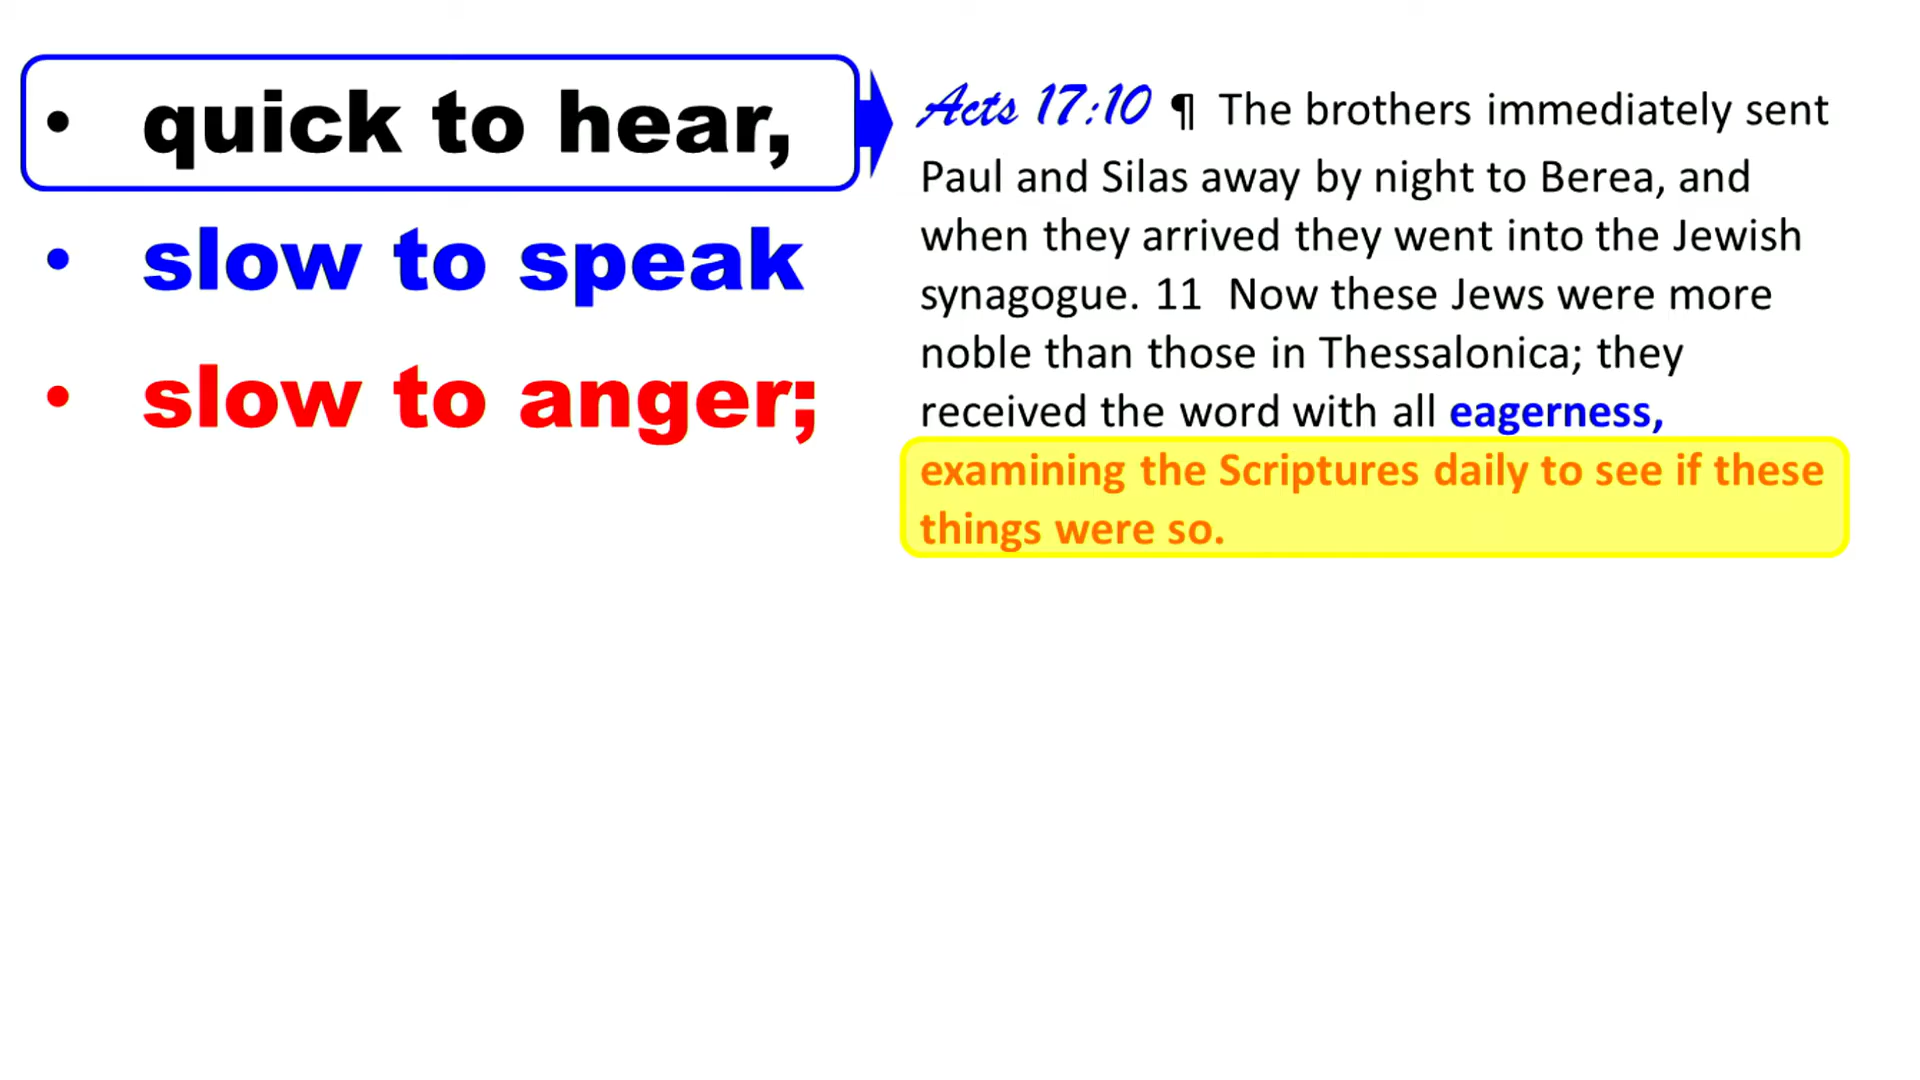 • quick to hear,
• slow to speak
• slow to anger;
Acts 17:10 ¶ The brothers immediately sent
Paul and Silas away by night to Berea, and
when they arrived they went into the Jewish
synagogue. 11 Now these Jews were more
noble than those in Thessalonica; they
received the word with all eagerness,
examining the Scriptures daily to see if these
things were so.